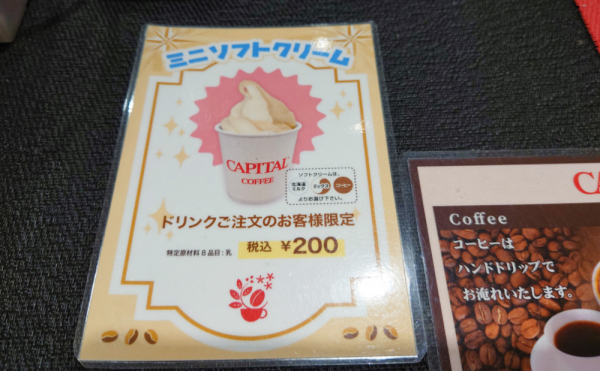 ミニソフトクリーム
CAPITAL
COFFEE
ソフトクリームは、
北海道
ミルク
ミックス
コーヒー
よりお選び下さい。
ドリンクご注文のお客様限定
特定原材料8品目:乳
税込 ¥200
CA
Coffee
コーヒーは
ハンドドリップで
お淹れいたします。